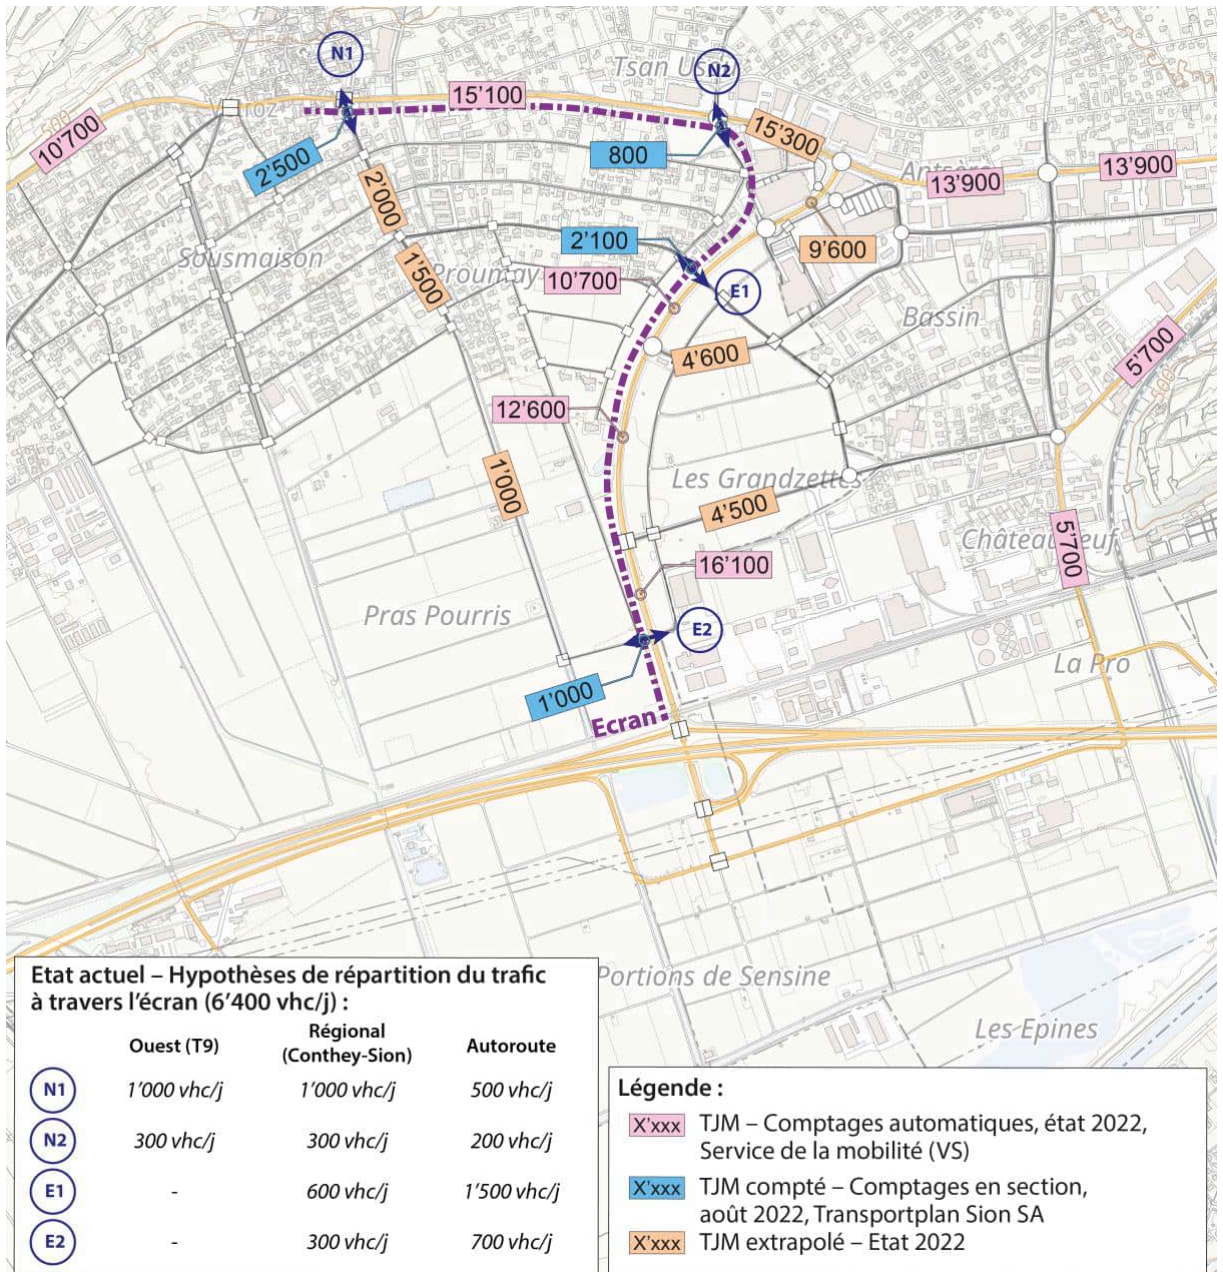 N1
N2
Tsan Us
15'100
10'700
2'500
800
15'300
13'900
13'900
2'000
2'100
9'600
Sousmaison
1'500
Proumay
10'700
E1
Bassin
4'600
5'700
12'600
Les Grandzettes
1'000
4'500
Châteauneuf
5'700
16'100
Pras Pourris
E2
La Pro
1'000
Ecran
Portions de Sensine
Les Epines
Etat actuel – Hypothèses de répartition du trafic
à travers l'écran (6'400 vhc/j) :
Ouest (T9) Régional (Conthey-Sion) Autoroute
N1 1'000 vhc/j 1'000 vhc/j 500 vhc/j
N2 300 vhc/j 300 vhc/j 200 vhc/j
E1 - 600 vhc/j 1'500 vhc/j
E2 - 300 vhc/j 700 vhc/j
Légende :
X'xxx TJM – Comptages automatiques, état 2022,
Service de la mobilité (VS)
X'xxx TJM compté – Comptages en section,
août 2022, Transportplan Sion SA
X'xxx TJM extrapolé – Etat 2022